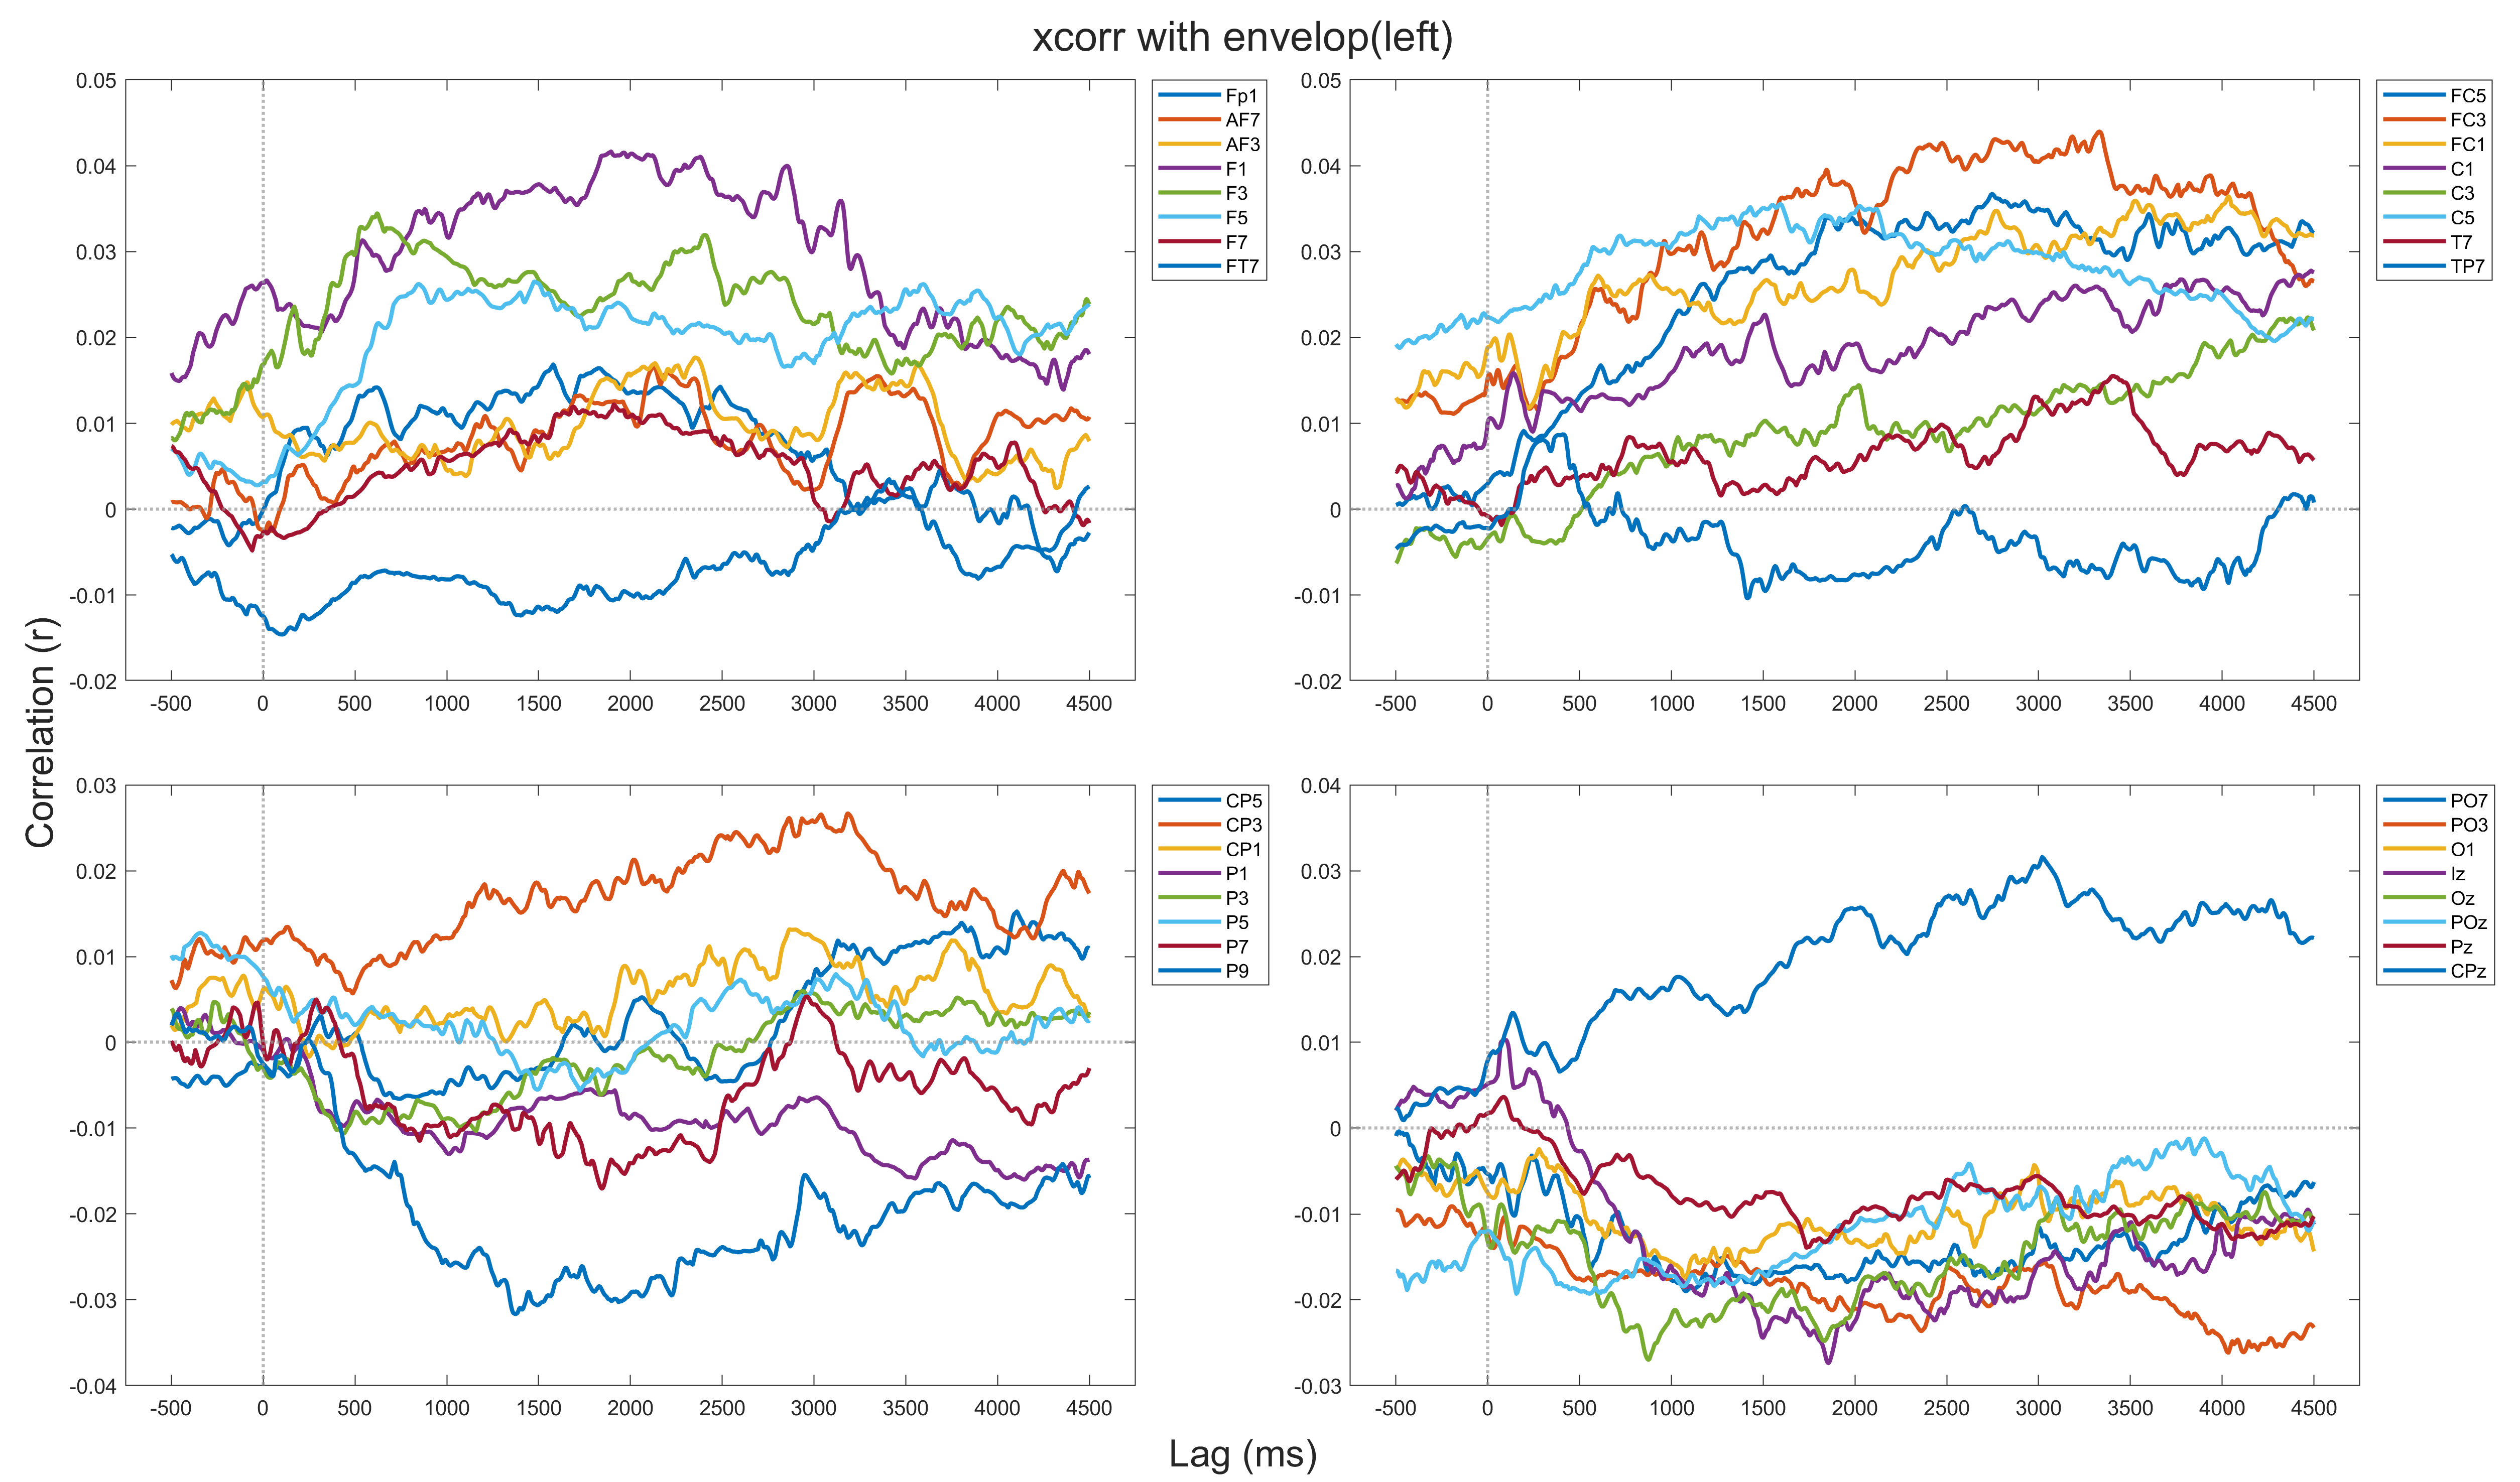 xcorr with envelop(left)
Correlation (r)
0.05
0.04
0.03
0.02
0.01
0
-0.01
-0.02
-500 0 500 1000 1500 2000 2500 3000 3500 4000 4500
Fp1
AF7
AF3
F1
F3
F5
F7
FT7
0.05
0.04
0.03
0.02
0.01
0
-0.01
-0.02
-500 0 500 1000 1500 2000 2500 3000 3500 4000 4500
FC5
FC3
FC1
C1
C3
C5
T7
TP7
0.03
0.02
0.01
0
-0.01
-0.02
-0.03
-0.04
-500 0 500 1000 1500 2000 2500 3000 3500 4000 4500
CP5
CP3
CP1
P1
P3
P5
P7
P9
0.04
0.03
0.02
0.01
0
-0.01
-0.02
-0.03
-500 0 500 1000 1500 2000 2500 3000 3500 4000 4500
PO7
PO3
O1
Iz
Oz
POz
Pz
CPz
Lag (ms)